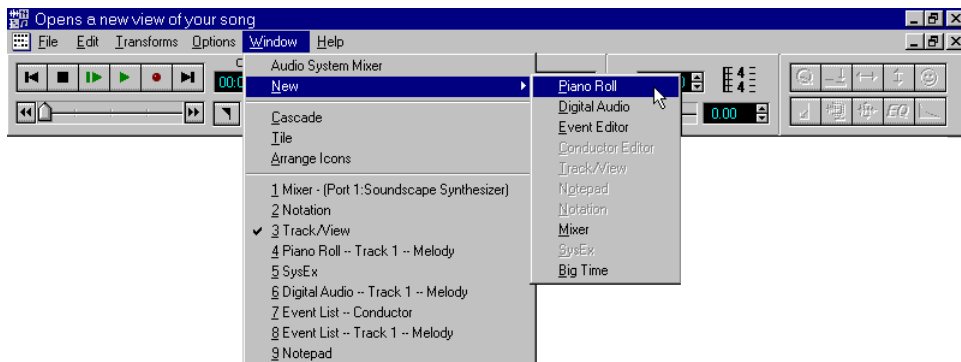 Opens a new view of your song
File Edit Transforms Options Window Help
Audio System Mixer
New
Cascade
Tile
Arrange Icons
1 Mixer - (Port 1:Soundscape Synthesizer)
2 Notation
3 Track/View
4 Piano Roll -- Track 1 -- Melody
5 SysEx
6 Digital Audio -- Track 1 -- Melody
7 Event List -- Conductor
8 Event List -- Track 1 -- Melody
9 Notepad
Piano Roll
Digital Audio
Event Editor
Conductor Editor
Track/View
Notepad
Notation
Mixer
SysEx
Big Time
4
4
0.00
EQ